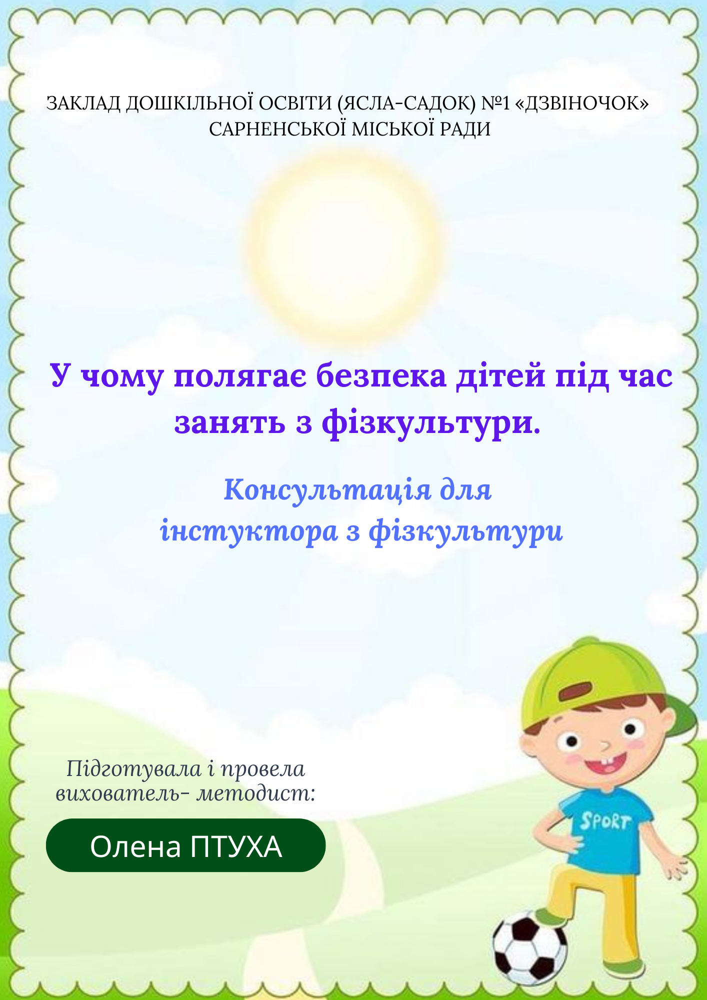 ЗАКЛАД ДОШКІЛЬНОЇ ОСВІТИ (ЯСЛА-САДОК) №1 «ДЗВІНОЧОК»
САРНЕНСЬКОЇ МІСЬКОЇ РАДИ
У чому полягає безпека дітей під час
занять з фізкультури.
Консультація для
інстуктора з фізкультури
Підготувала і провела
вихователь- методист:
Олена ПТУХА
SPORT